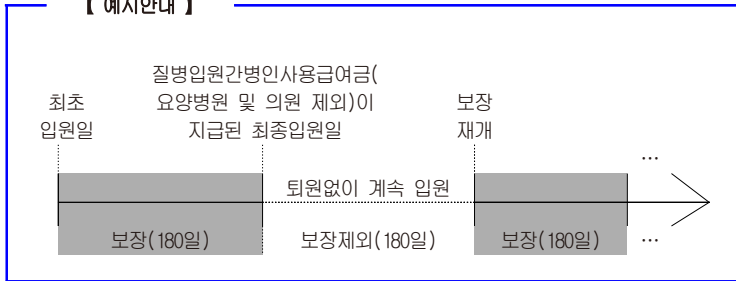 【 예시안내 】
질병입원간병인사용급여금(
최초 요양병원 및 의원 제외)이 보장
입원일 지급된 최종입원일 재개
…
퇴원없이 계속 입원
보장(180일) 보장제외(180일) 보장(180일) …